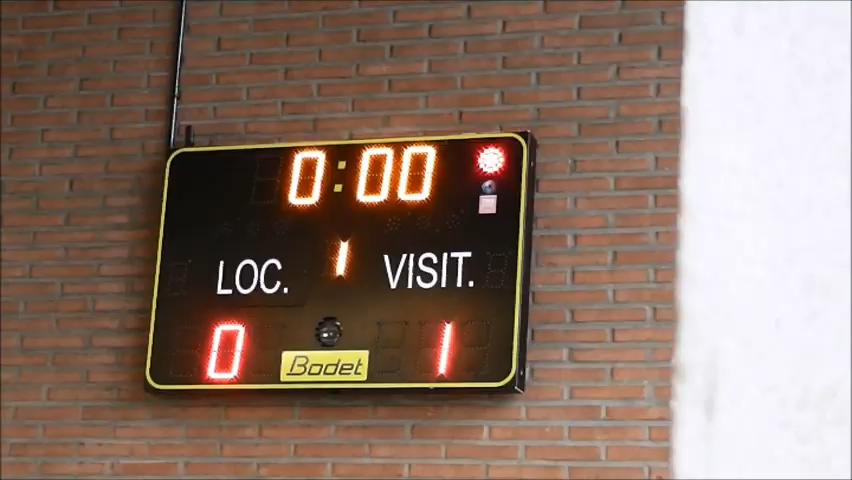 0:00
1
LOC. VISIT.
0 1
Bodet